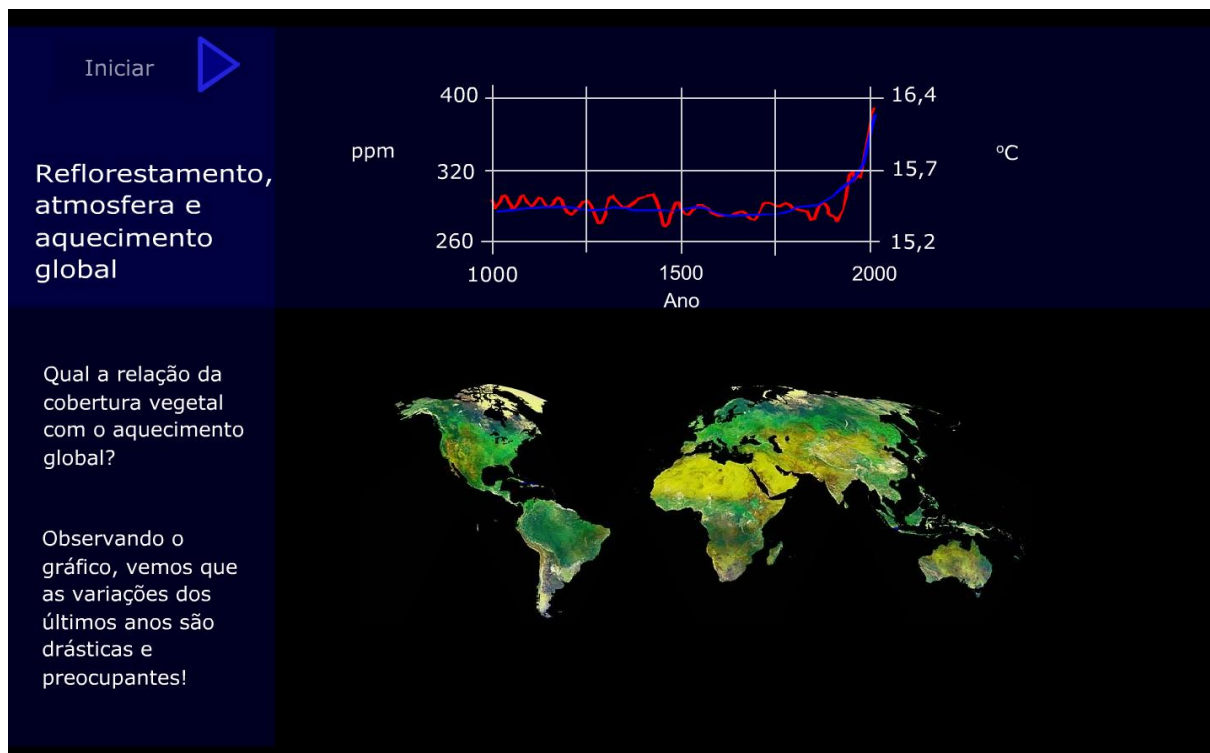 Iniciar
Reflorestamento,
atmosfera e
aquecimento
global
Qual a relação da
cobertura vegetal
com o aquecimento
global?
Observando o
gráfico, vemos que
as variações dos
últimos anos são
drásticas e
preocupantes!
400
16,4
ppm
ºC
320
15,7
260
15,2
1000
1500
2000
Ano